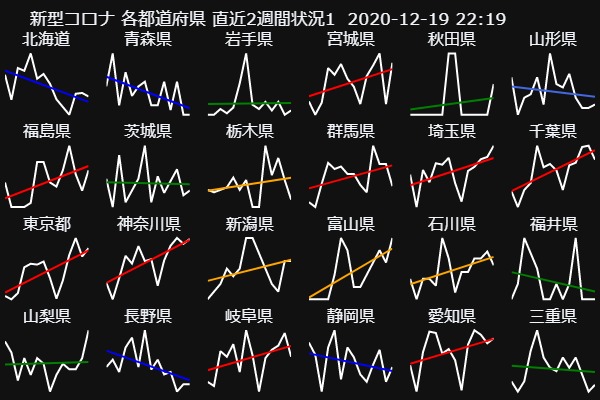 新型コロナ 各都道府県 直近2週間状況1 2020-12-19 22:19
北海道 青森県 岩手県 宮城県 秋田県 山形県
福島県 茨城県 栃木県 群馬県 埼玉県 千葉県
東京都 神奈川県 新潟県 富山県 石川県 福井県
山梨県 長野県 岐阜県 静岡県 愛知県 三重県